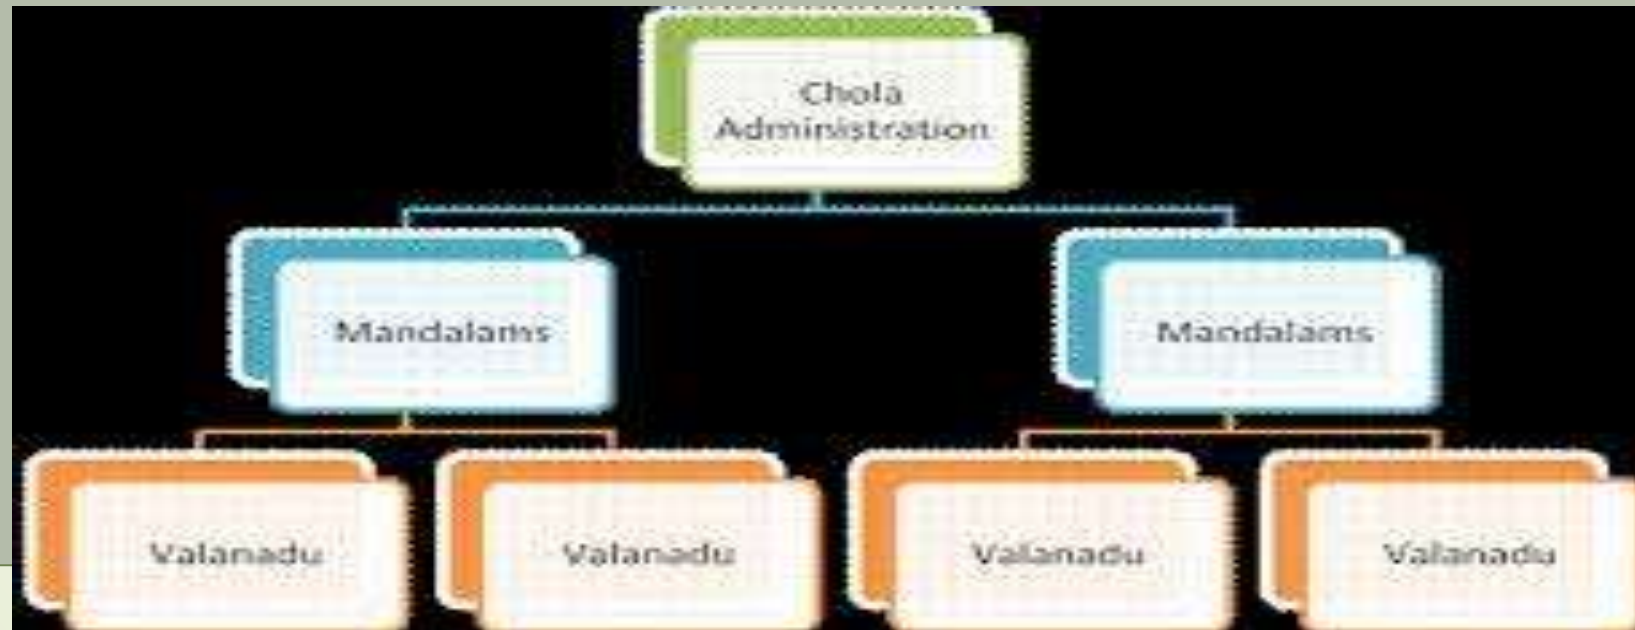 Chola
Administration
Mandalams
Mandalams
Valanadu
Valanadu
Valanadu
Valanadu